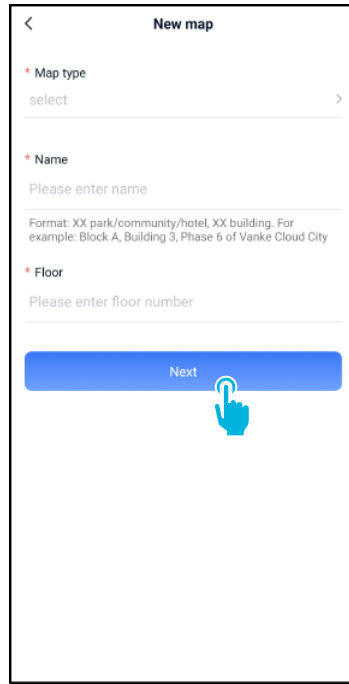 New map
* Map type
select
* Name
Please enter name
Format: XX park/community/hotel, XX building. For
example: Block A, Building 3, Phase 6 of Vanke Cloud City
* Floor
Please enter floor number
Next